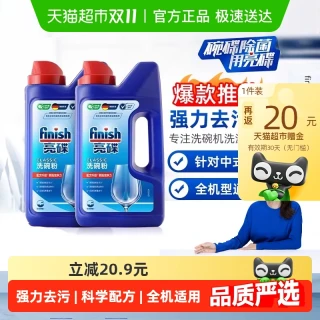 天猫超市双11 官方正品 极速送达
碗碟除菌
用亮碟
爆款推
1件装
再返
20元
天猫超市赠金
有效期30天（无门槛）
强力去污
专注洗碗机洗
针对中式
全机型适
finish
亮碟
CLASSIC
洗碗粉
finish
亮碟
CLASSIC
洗碗粉
立减20.9元
强力去污 | 科学配方 | 全机适用
品质严选